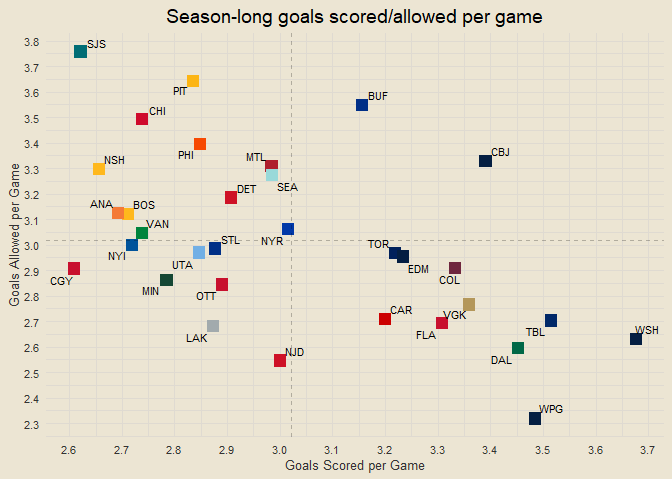 Season-long goals scored/allowed per game
Goals Allowed per Game
3.8
3.7
3.6
3.5
3.4
3.3
3.2
3.1
3.0
2.9
2.8
2.7
2.6
2.5
2.4
2.3
SJS
PIT
BUF
CHI
PHI
MTL
CBJ
NSH
SEA
DET
ANA
BOS
VAN
NYR
STL
TOR
NYI
UTA
EDM
CGY
COL
MIN
OTT
CAR
VGK
LAK
FLA
TBL
WSH
NJD
DAL
WPG
2.6 2.7 2.8 2.9 3.0 3.1 3.2 3.3 3.4 3.5 3.6 3.7
Goals Scored per Game